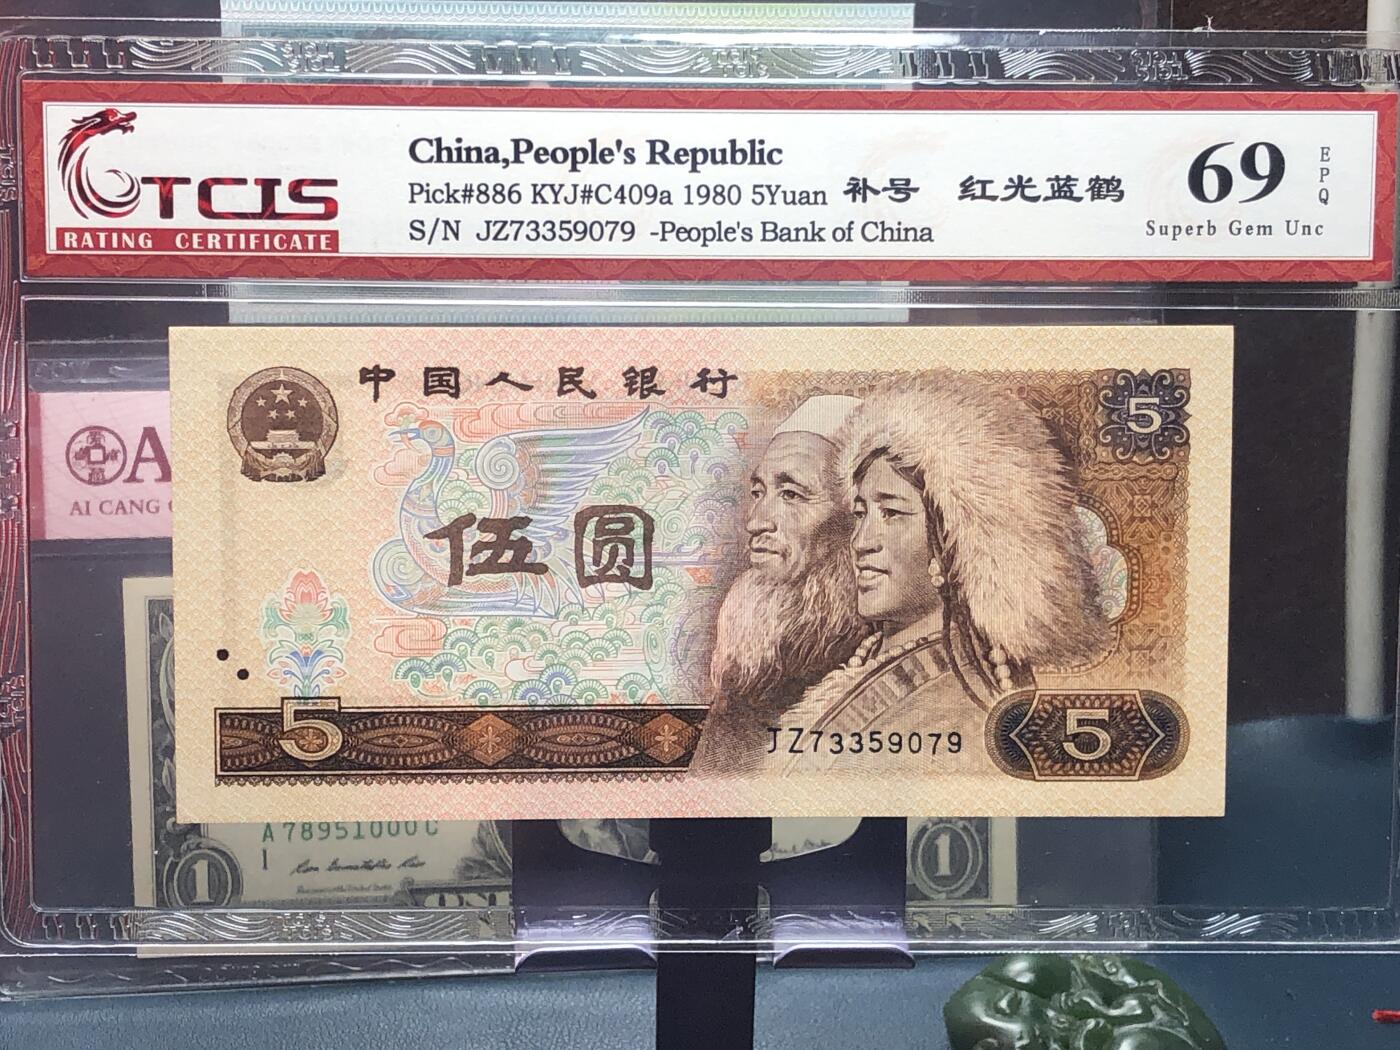 TCIS
RATING CERTIFICATE
China,People's Republic
Pick#886 KYJ#C409a 1980 5Yuan 补号 红光蓝鹤
S/N JZ73359079 -People's Bank of China
69
EPQ
Superb Gem Unc
中国人民银行
5
伍圆
A
AI CANG
5
JZ73359079
5
A 78951000 C
1
1
1